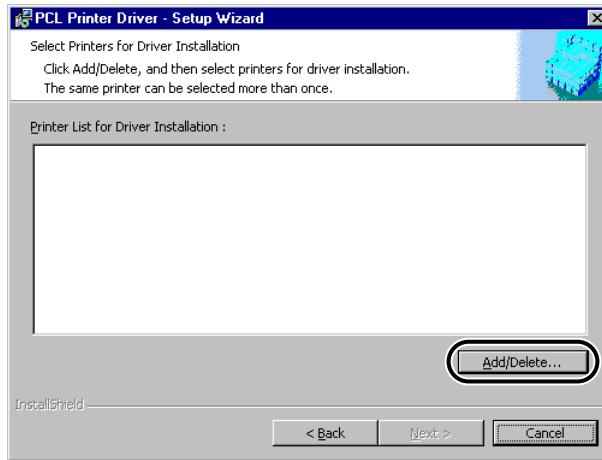 PCL Printer Driver - Setup Wizard
Select Printers for Driver Installation
Click Add/Delete, and then select printers for driver installation.
The same printer can be selected more than once.
Printer List for Driver Installation :
Add/Delete...
InstallShield
< Back Next > Cancel